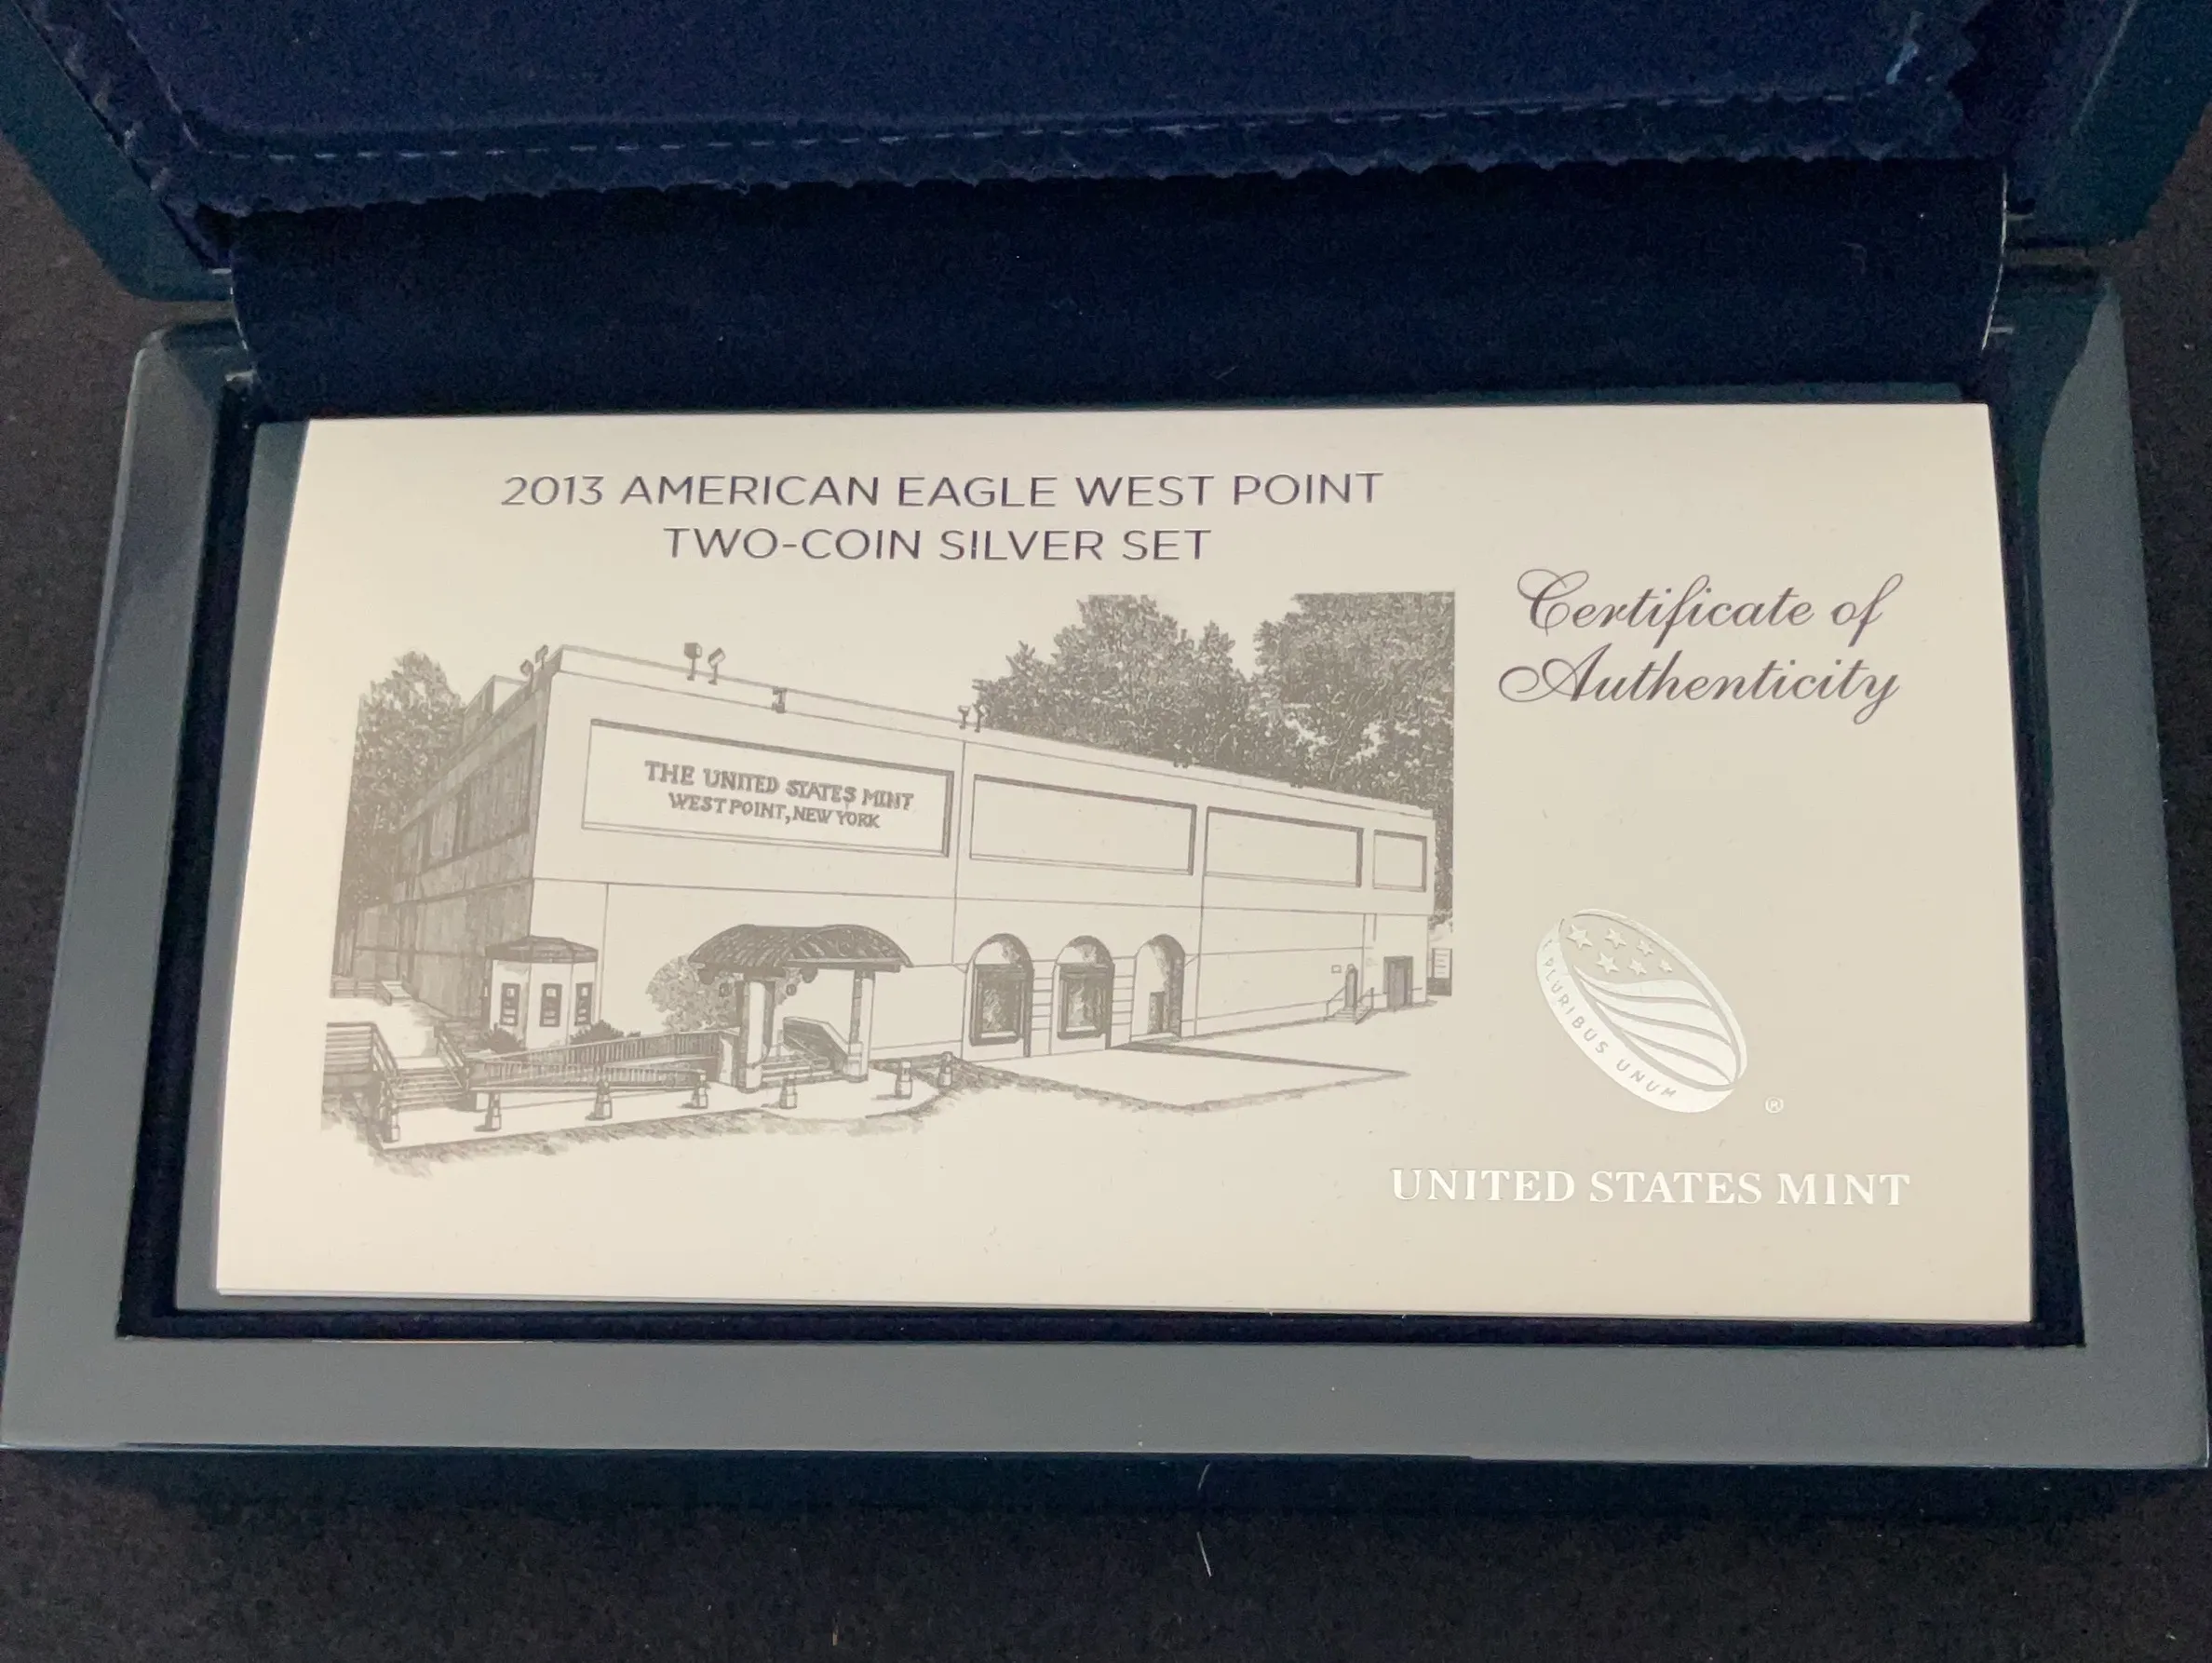 2013 AMERICAN EAGLE WEST POINT
TWO-COIN SILVER SET
Certificate of
Authenticity
THE UNITED STATES MINT
WEST POINT, NEW YORK
PLURIBUS UNUM
®
UNITED STATES MINT